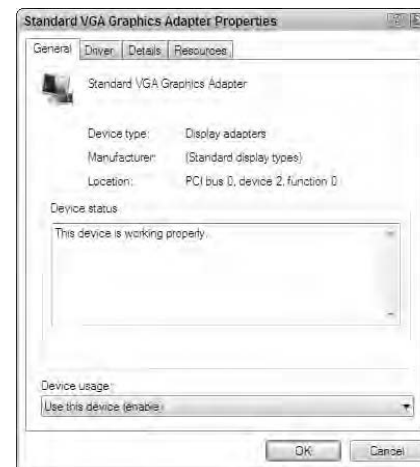 Standard VGA Graphics Adapter Properties
General Driver Details Resources
Standard VGA Graphics Adapter
Device type: Display adapters
Manufacturer: (Standard display types)
Location: PCI bus 0, device 2, function 0
Device status
This device is working properly.
Device usage:
Use this device (enable)
OK Cancel